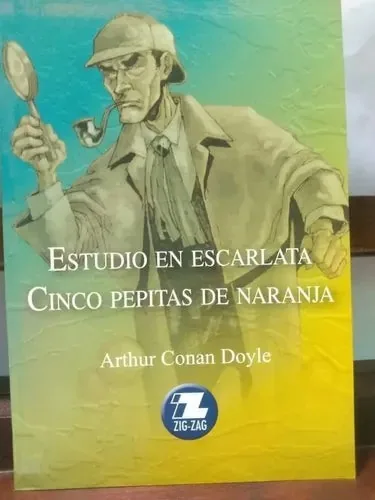 ESTUDIO EN ESCARLATA
CINCO PEPITAS DE NARANJA
Arthur Conan Doyle
ZIG-ZAG